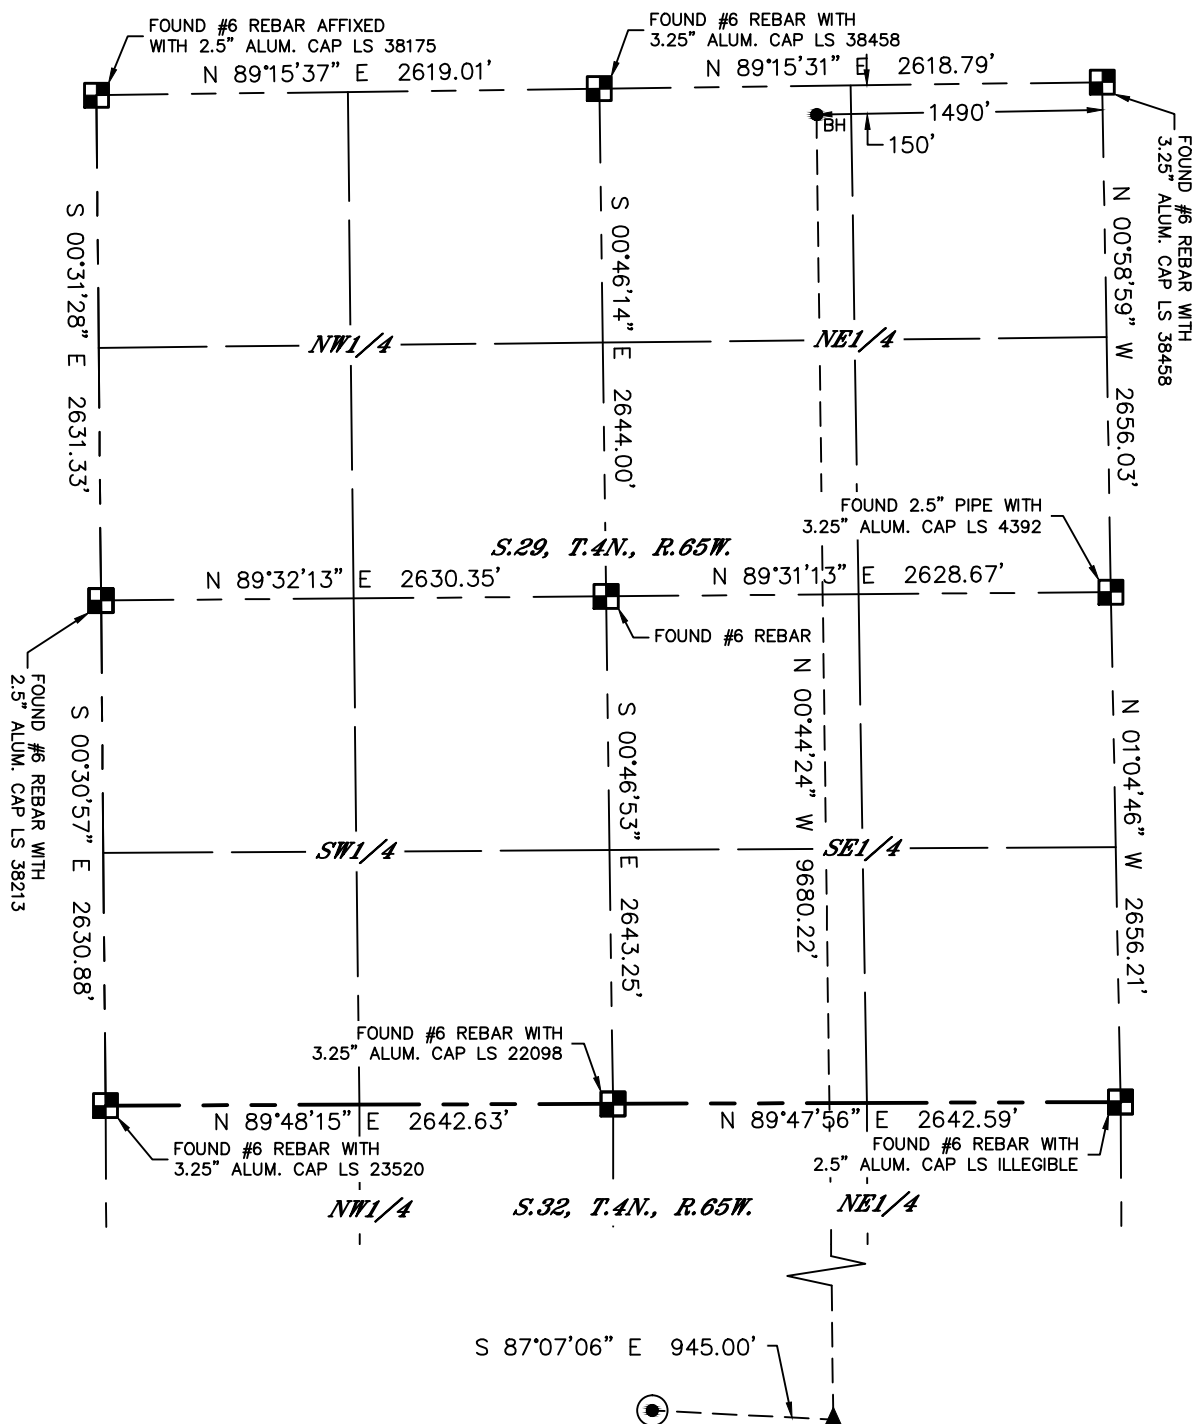 FOUND #6 REBAR AFFIXED
WITH 2.5" ALUM. CAP LS 38175
FOUND #6 REBAR WITH
3.25" ALUM. CAP LS 38458
N 89°15'37" E 2619.01'
N 89°15'31" E 2618.79'
BH
1490'
150'
FOUND #6 REBAR WITH
3.25" ALUM. CAP LS 38458
S 00°31'28" E 2631.33'
S 00°46'14" E 2644.00'
N 00°58'59" W 2656.03'
NW1/4
NE1/4
FOUND 2.5" PIPE WITH
3.25" ALUM. CAP LS 4392
S.29, T.4N., R.65W.
N 89°32'13" E 2630.35'
N 89°31'13" E 2628.67'
FOUND #6 REBAR
FOUND #6 REBAR WITH
2.5" ALUM. CAP LS 38213
S 00°30'57" E 2630.88'
S 00°46'53" E 2643.25'
N 00°44'24" W 9680.22'
N 01°04'46" W 2656.21'
SW1/4
SE1/4
FOUND #6 REBAR WITH
3.25" ALUM. CAP LS 22098
N 89°48'15" E 2642.63'
N 89°47'56" E 2642.59'
FOUND #6 REBAR WITH
3.25" ALUM. CAP LS 23520
FOUND #6 REBAR WITH
2.5" ALUM. CAP LS ILLEGIBLE
NW1/4
S.32, T.4N., R.65W.
NE1/4
S 87°07'06" E 945.00'